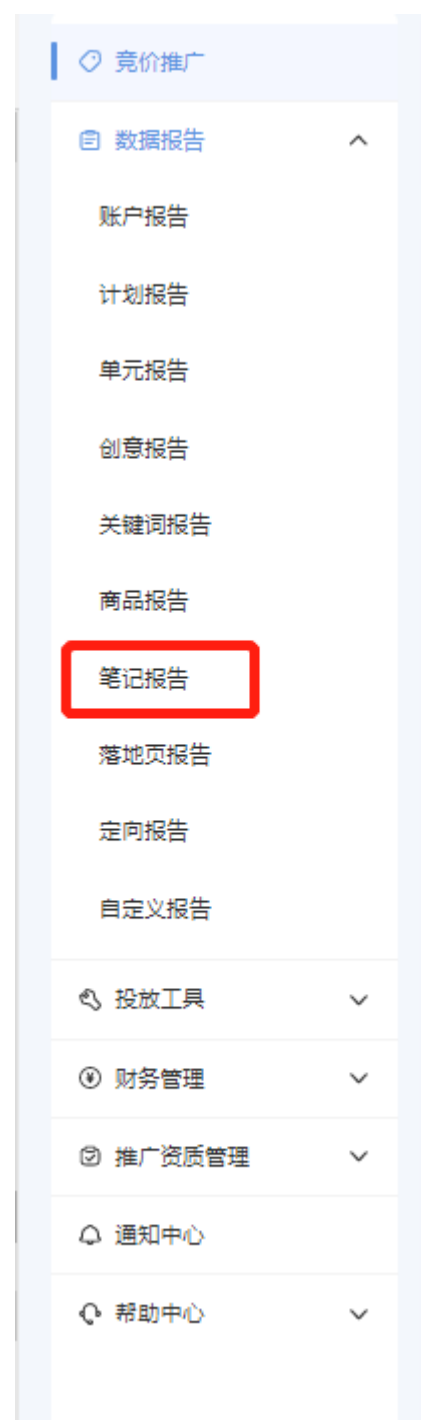 竞价推广
数据报告
账户报告
计划报告
单元报告
创意报告
关键词报告
商品报告
笔记报告
落地页报告
定向报告
自定义报告
投放工具
财务管理
推广资质管理
通知中心
帮助中心